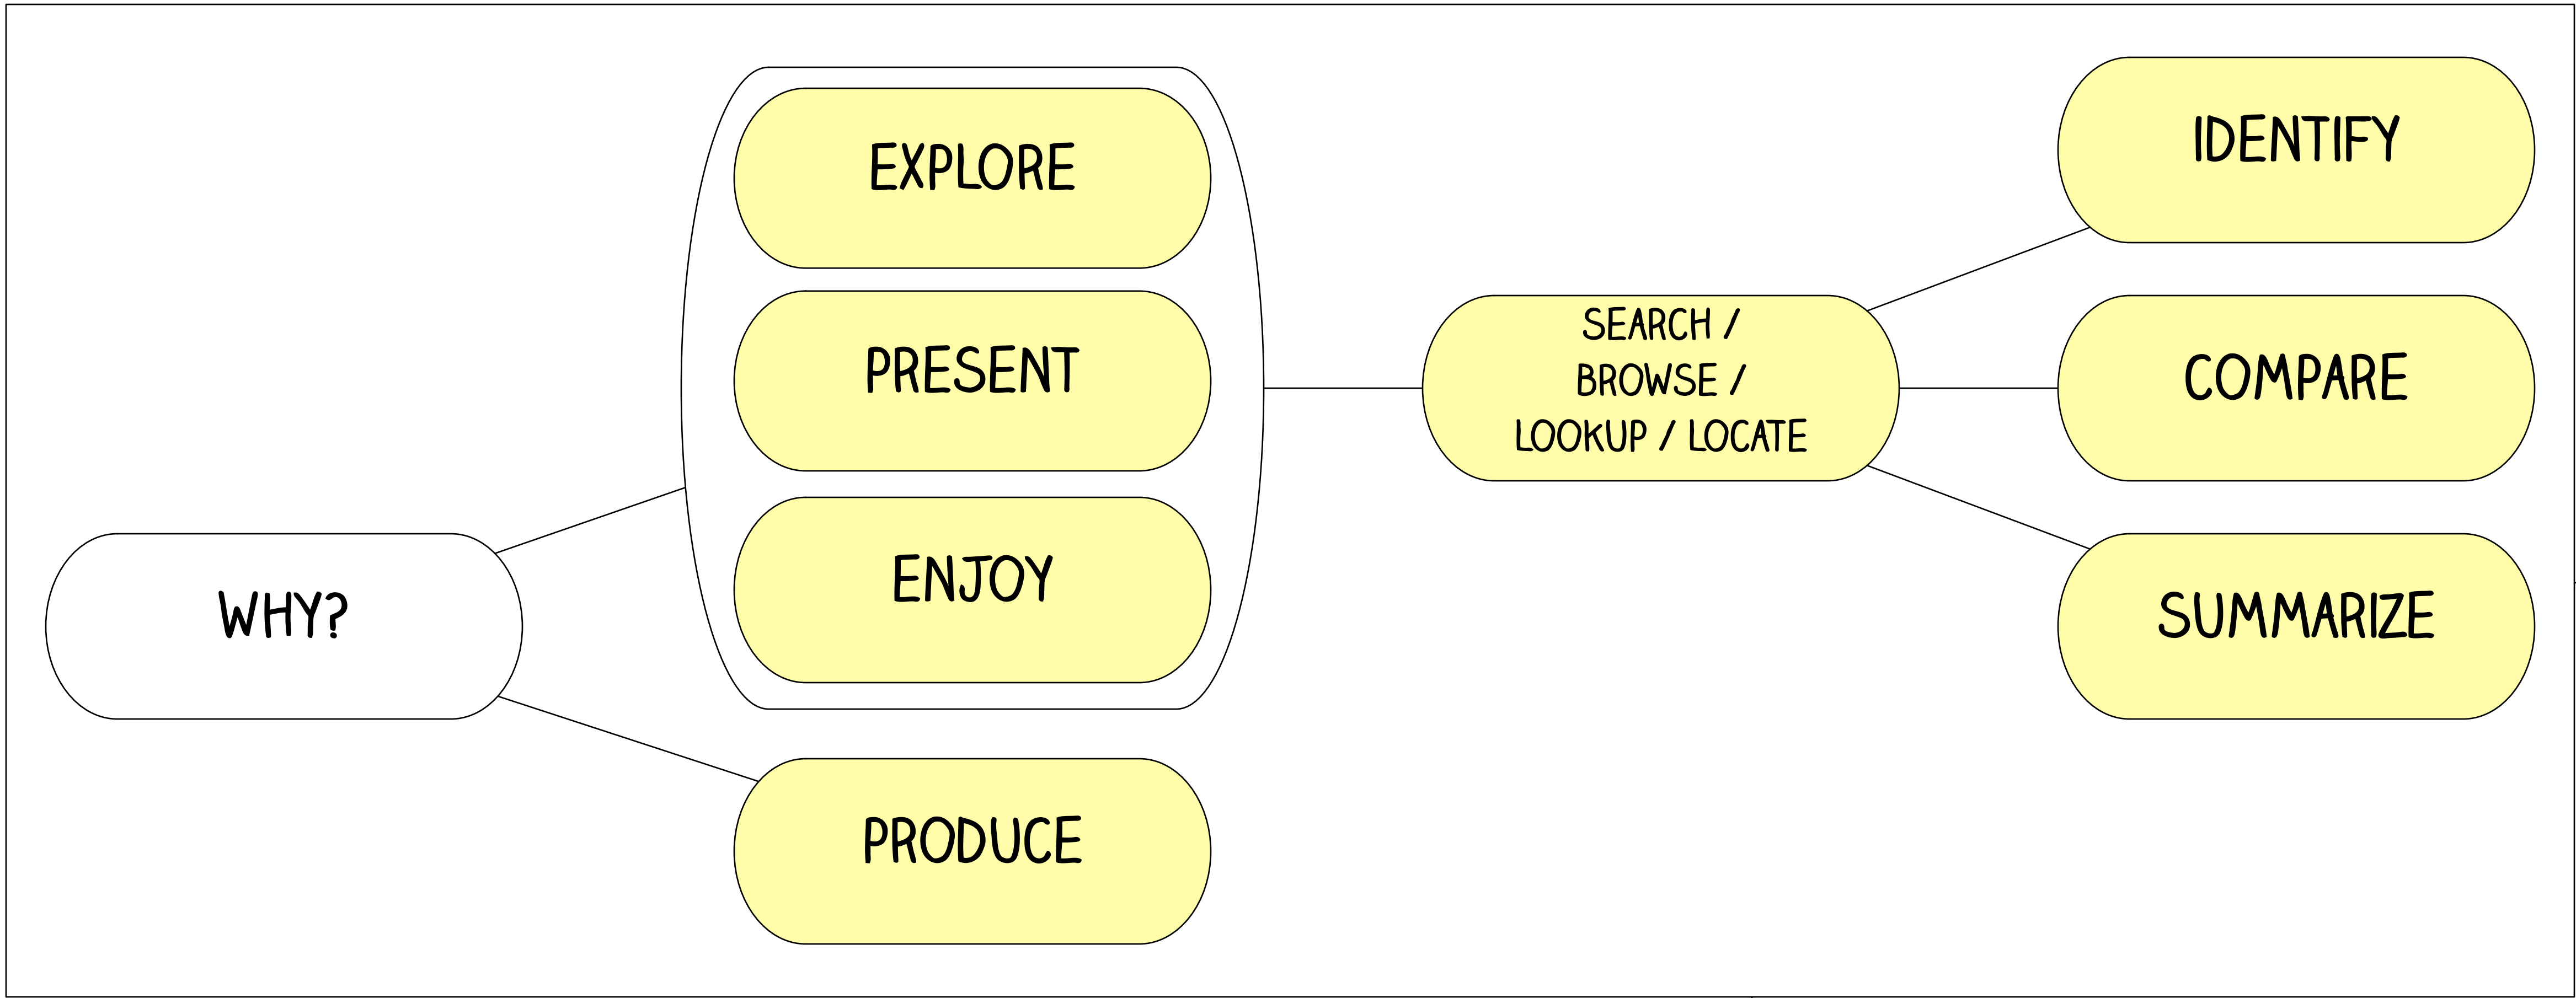 WHY?
EXPLORE
PRESENT
ENJOY
PRODUCE
SEARCH /
BROWSE /
LOOKUP / LOCATE
IDENTIFY
COMPARE
SUMMARIZE